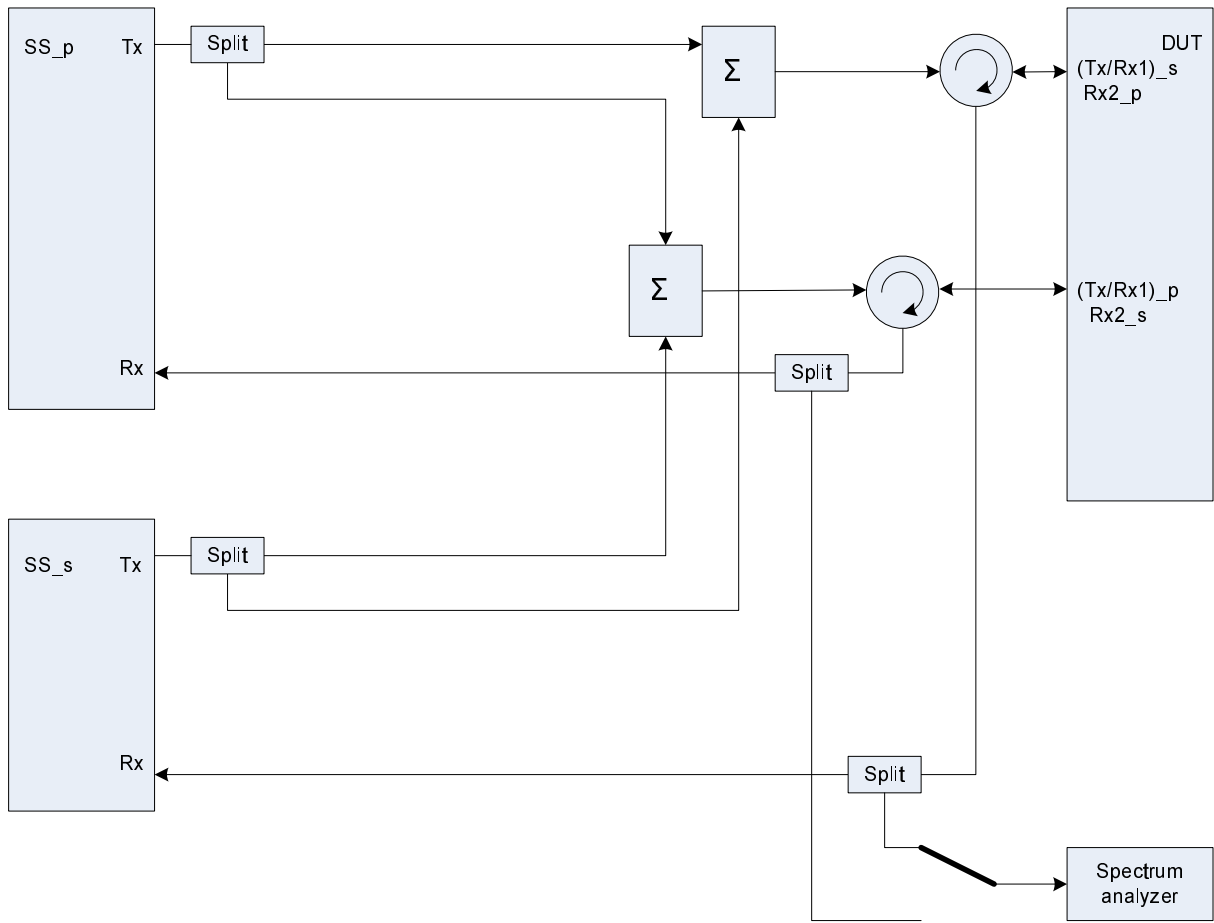 SS_p Tx
Split
Σ
DUT
(Tx/Rx1)_s
Rx2_p
Σ
(Tx/Rx1)_p
Rx2_s
Rx
Split
SS_s Tx
Split
Rx
Split
Spectrum
analyzer